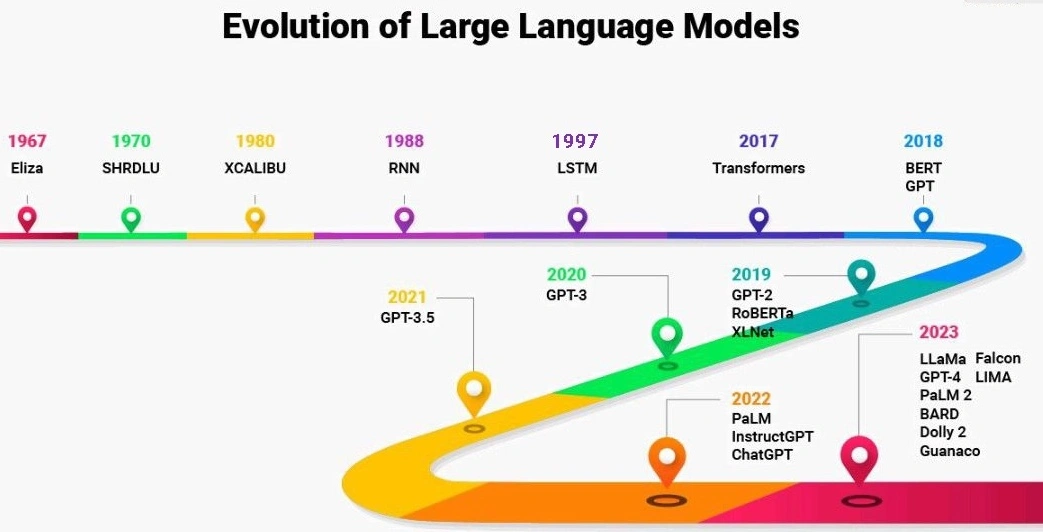 Evolution of Large Language Models
1967
Eliza
1970
SHRDLU
1980
XCALIBU
1988
RNN
1997
LSTM
2017
Transformers
2018
BERT
GPT
2019
GPT-2
RoBERTa
XLNet
2020
GPT-3
2021
GPT-3.5
2022
PaLM
InstructGPT
ChatGPT
2023
LLaMa Falcon
GPT-4 LIMA
PaLM 2
BARD
Dolly 2
Guanaco